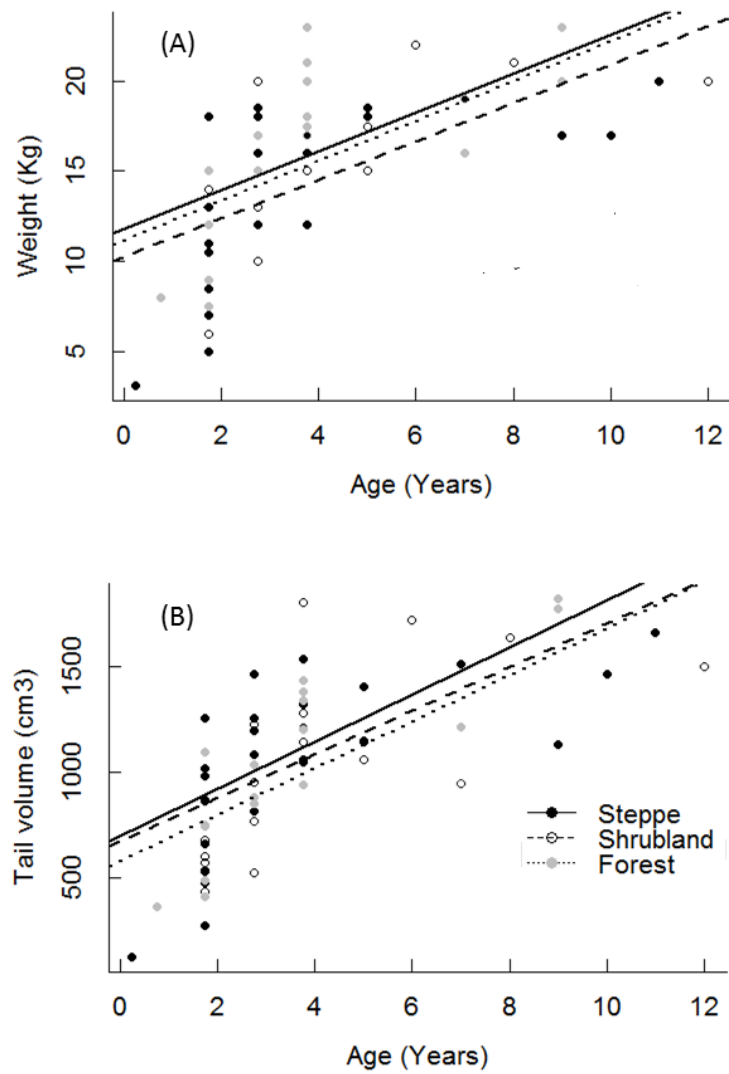 (A)
Weight (Kg)
20
15
10
5
0 2 4 6 8 10 12
Age (Years)
(B)
Tail volume (cm3)
1500
1000
500
Steppe
Shrubland
Forest
0 2 4 6 8 10 12
Age (Years)